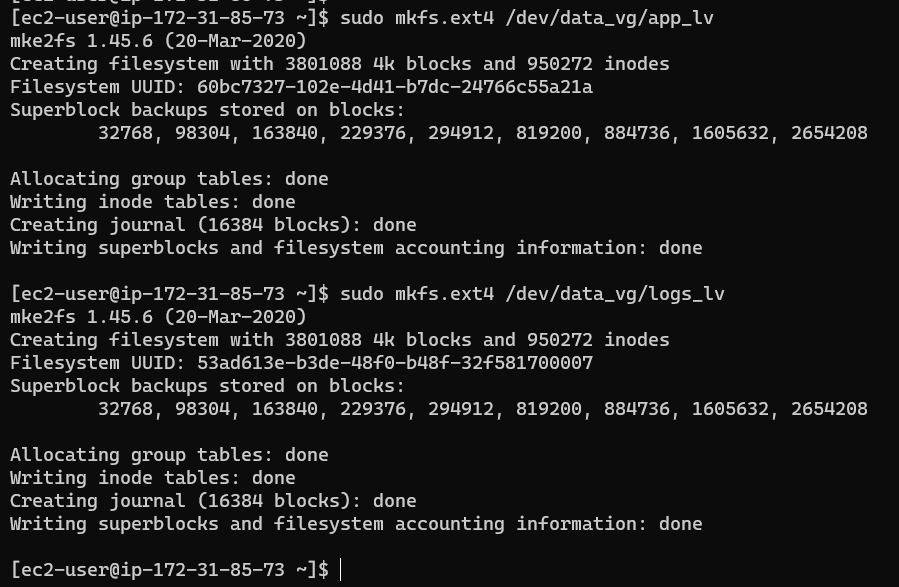 [ec2-user@ip-172-31-85-73 ~]$ sudo mkfs.ext4 /dev/data_vg/app_lv
mke2fs 1.45.6 (20-Mar-2020)
Creating filesystem with 3801088 4k blocks and 950272 inodes
Filesystem UUID: 60bc7327-102e-4d41-b7dc-24766c55a21a
Superblock backups stored on blocks:
        32768, 98304, 163840, 229376, 294912, 819200, 884736, 1605632, 2654208
Allocating group tables: done
Writing inode tables: done
Creating journal (16384 blocks): done
Writing superblocks and filesystem accounting information: done
[ec2-user@ip-172-31-85-73 ~]$ sudo mkfs.ext4 /dev/data_vg/logs_lv
mke2fs 1.45.6 (20-Mar-2020)
Creating filesystem with 3801088 4k blocks and 950272 inodes
Filesystem UUID: 53ad613e-b3de-48f0-b48f-32f581700007
Superblock backups stored on blocks:
        32768, 98304, 163840, 229376, 294912, 819200, 884736, 1605632, 2654208
Allocating group tables: done
Writing inode tables: done
Creating journal (16384 blocks): done
Writing superblocks and filesystem accounting information: done
[ec2-user@ip-172-31-85-73 ~]$